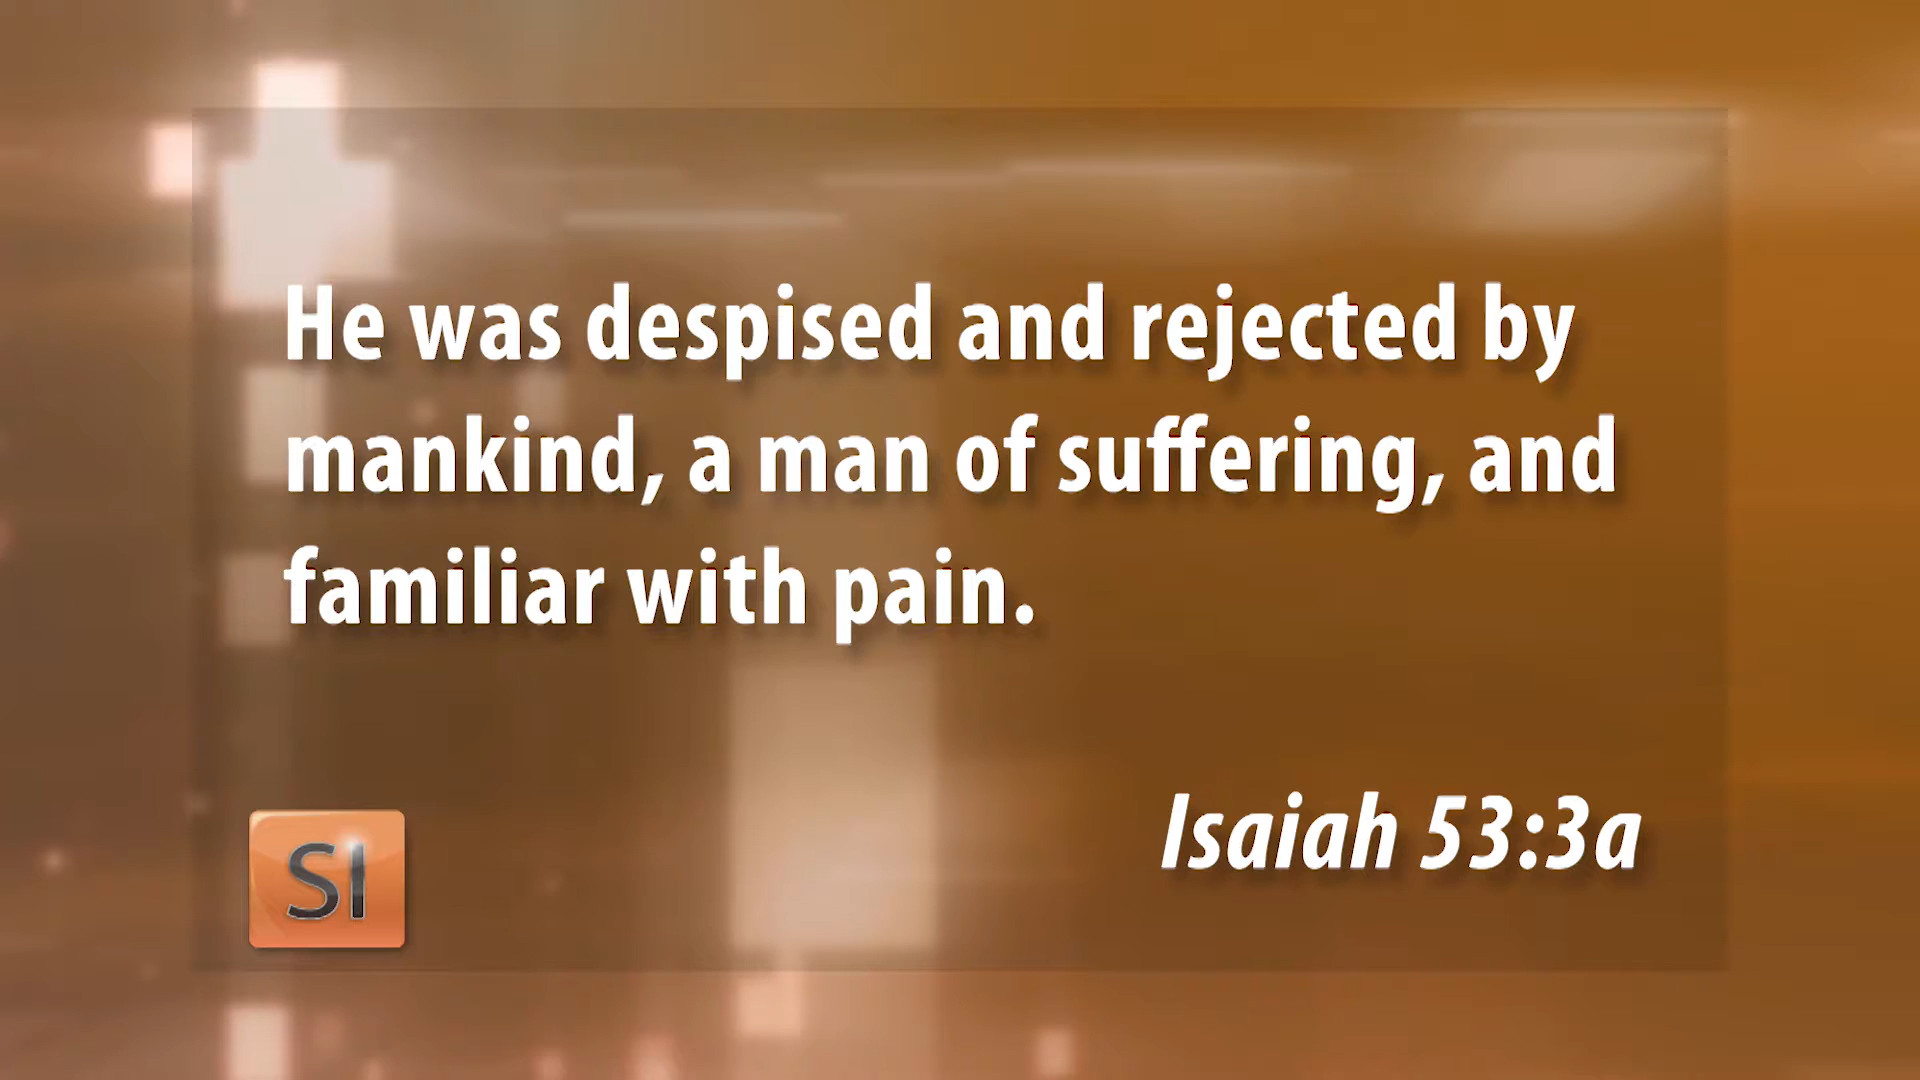 He was despised and rejected by
mankind, a man of suffering, and
familiar with pain.
Isaiah 53:3a
SI